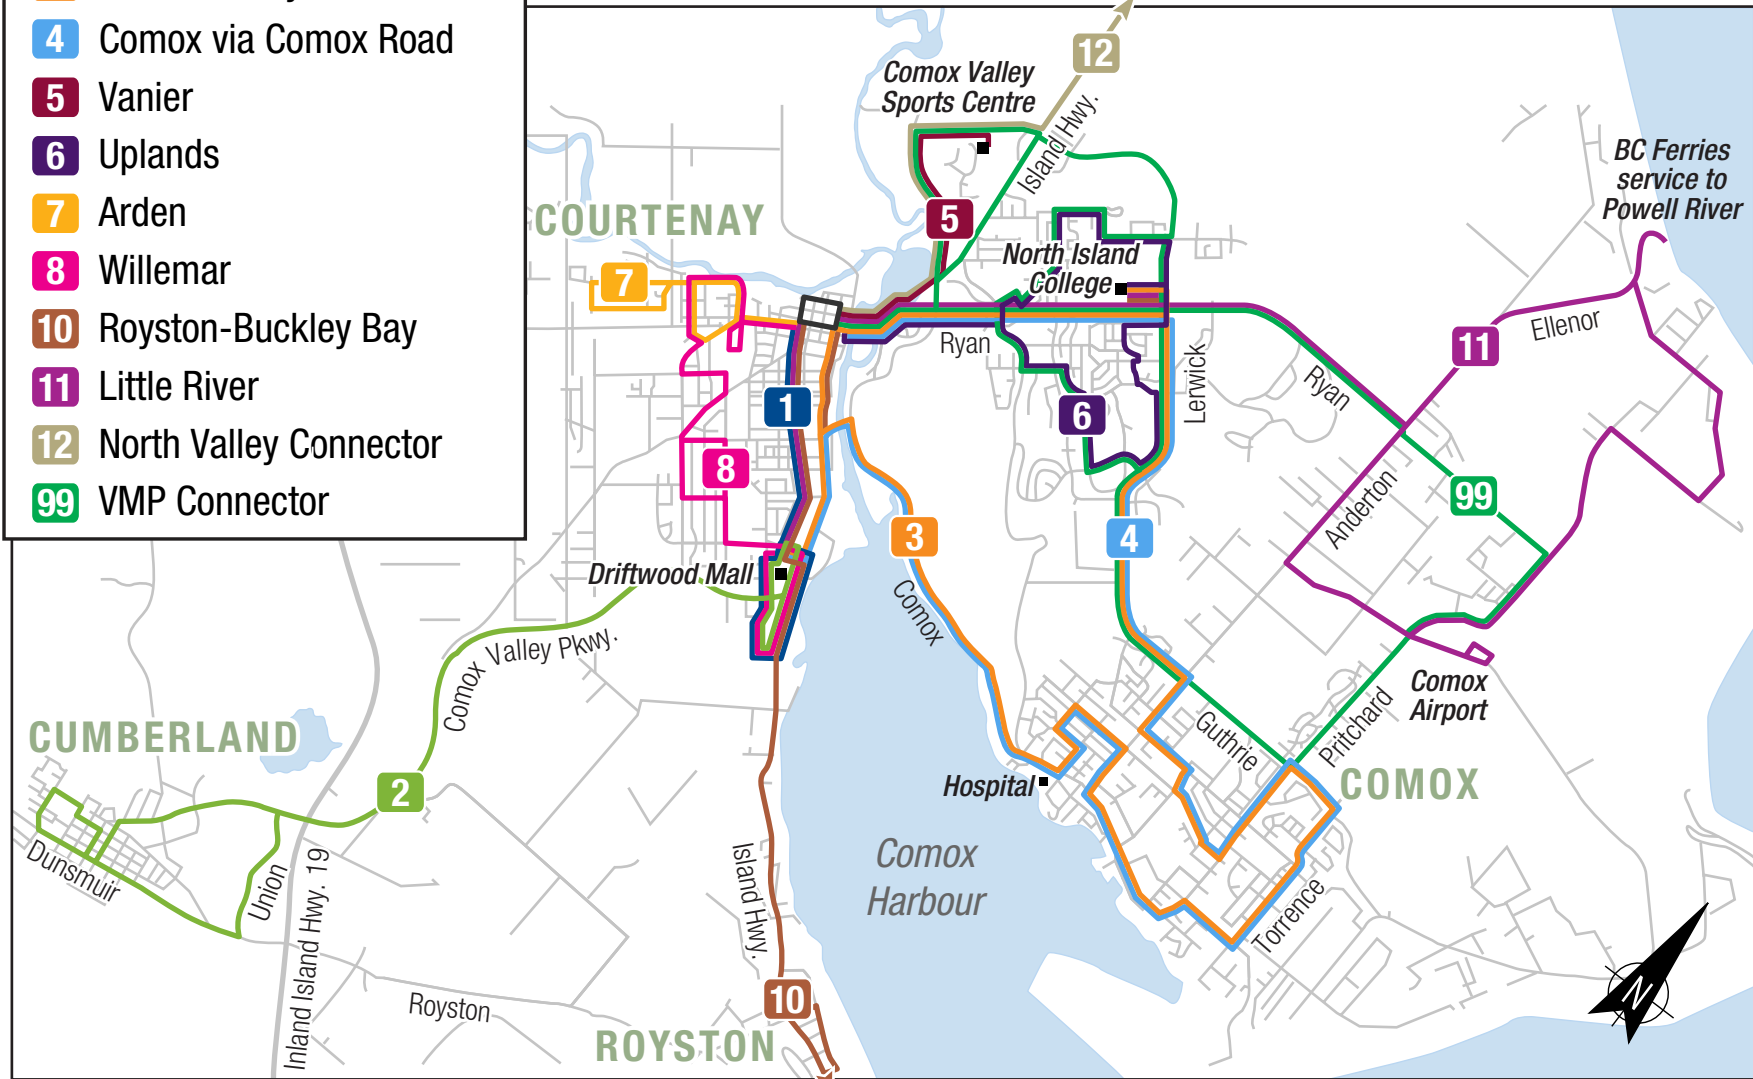 4 Comox via Comox Road
5 Vanier
6 Uplands
7 Arden
8 Willemar
10 Royston-Buckley Bay
11 Little River
12 North Valley Connector
99 VMP Connector
12
Comox Valley
Sports Centre
Island Hwy.
BC Ferries
service to
Powell River
COURTENAY
5
North Island
College
7
Ryan
Lerwick
11
Ellenor
Ryan
1
6
8
99
Anderton
3
4
Driftwood Mall
Comox
Comox Valley Pkwy.
Comox
Airport
Pritchard
Guthrie
CUMBERLAND
COMOX
2
Hospital
Comox
Harbour
Dunsmuir
Union
Island Hwy.
Torrence
Inland Island Hwy. 19
Royston
10
ROYSTON
N